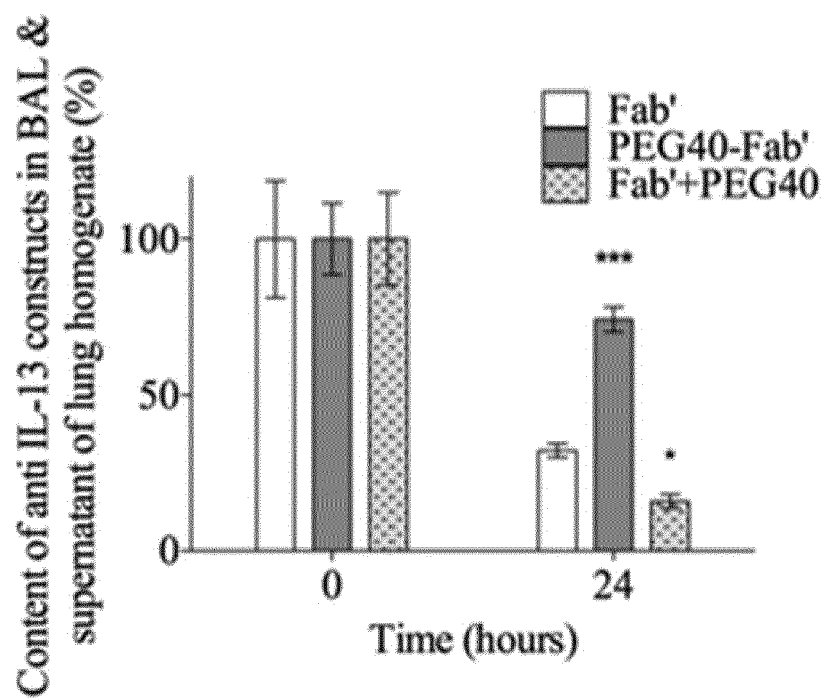 Content of anti IL-13 constructs in BAL &
supernatant of lung homogenate (%)
Fab'
PEG40-Fab'
Fab'+PEG40
100
50
0
***
*
0
24
Time (hours)